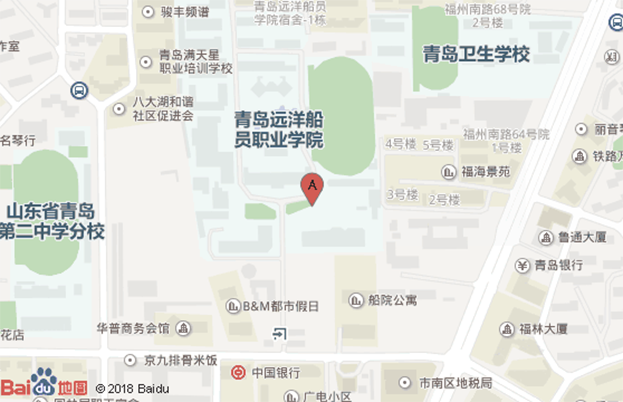 骏丰频谱
青岛远洋船员
学院宿舍-1栋
福州南路68号院
2号楼
作室
青岛满天星
职业培训学校
青岛卫生学校
八大湖和谐
社区促进会
青岛远洋船
员职业学院
福州南路64号院
1号楼
丽音琴
名琴行
4号楼
5号楼
铁路
福海景苑
A
3号楼
2号楼
山东省青岛
第二中学分校
鲁通大厦
青岛银行
B&M都市假日
船院公寓
华普商务会馆
福林大厦
花店
京九排骨米饭
中国银行
市南区地税局
Bai du 地图
© 2018 Baidu
广电小区